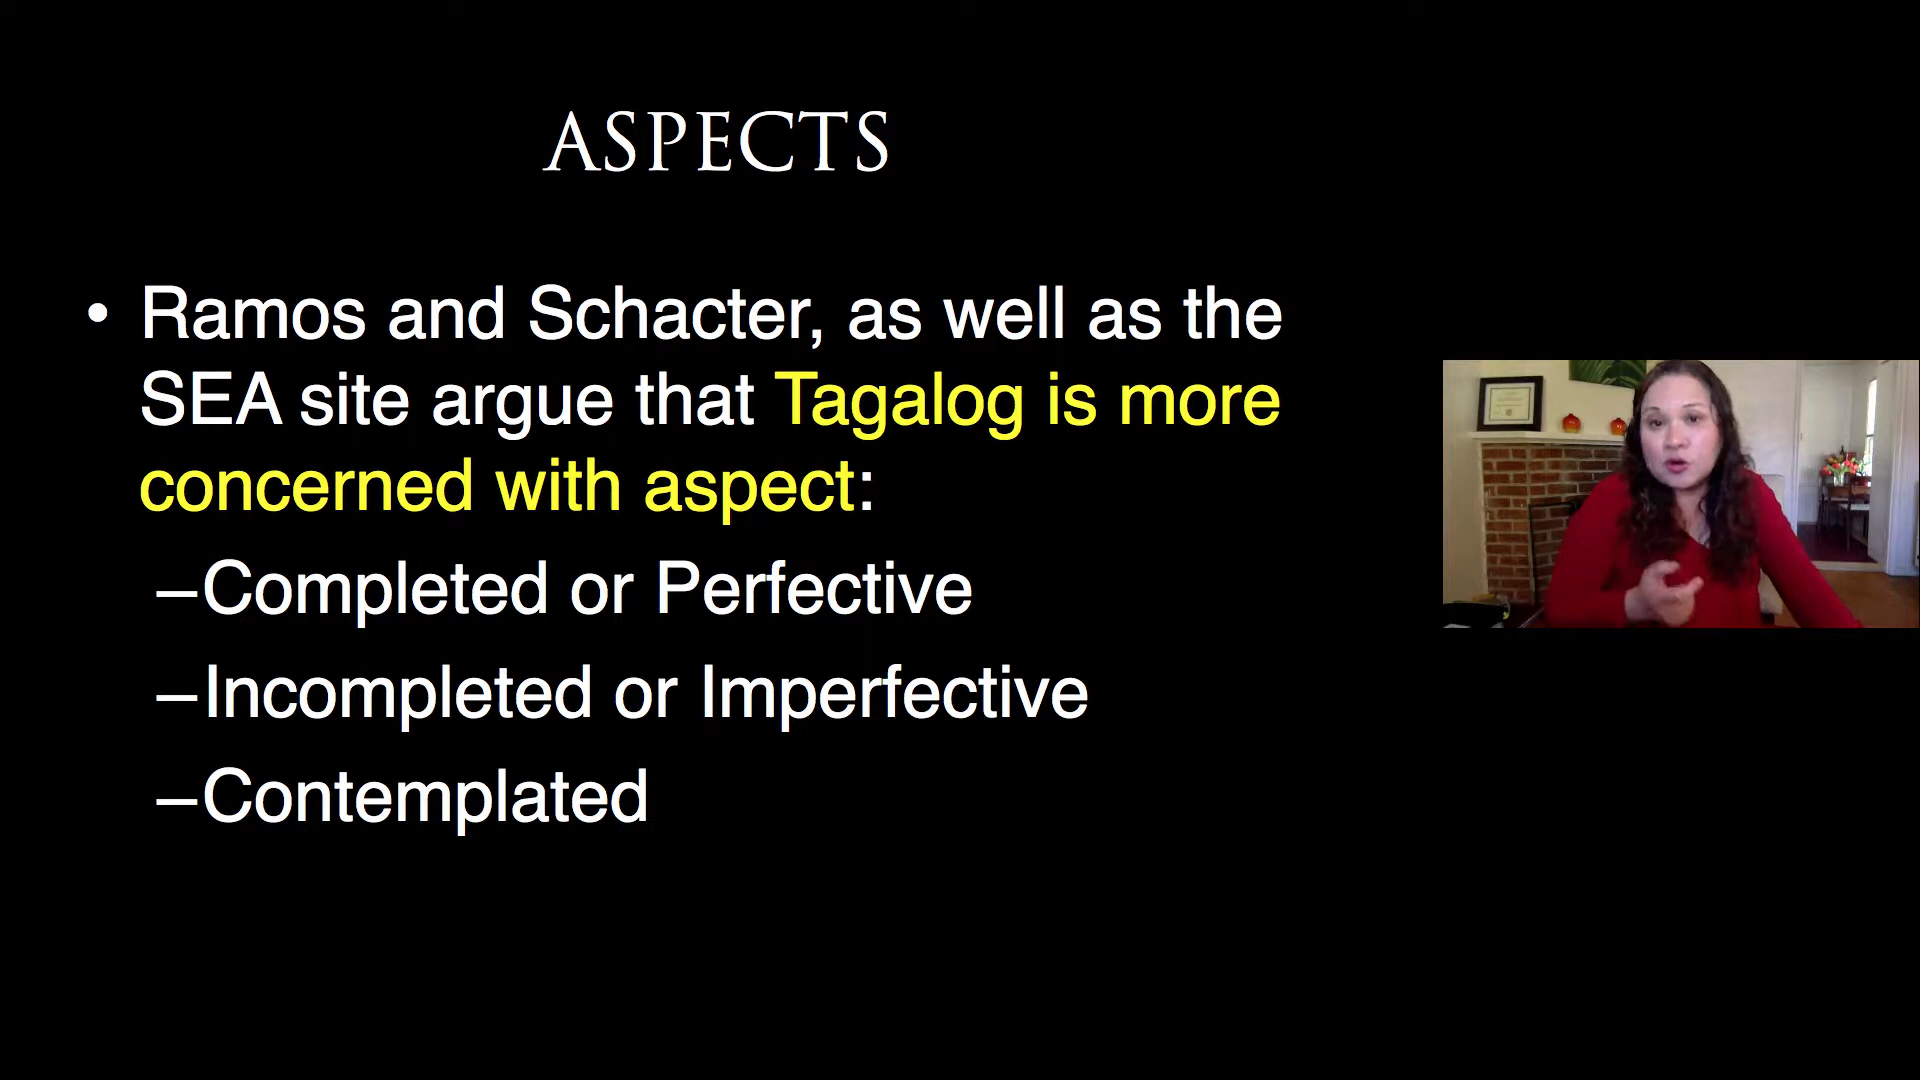 ASPECTS
• Ramos and Schacter, as well as the
SEA site argue that Tagalog is more
concerned with aspect:
–Completed or Perfective
–Incompleted or Imperfective
–Contemplated